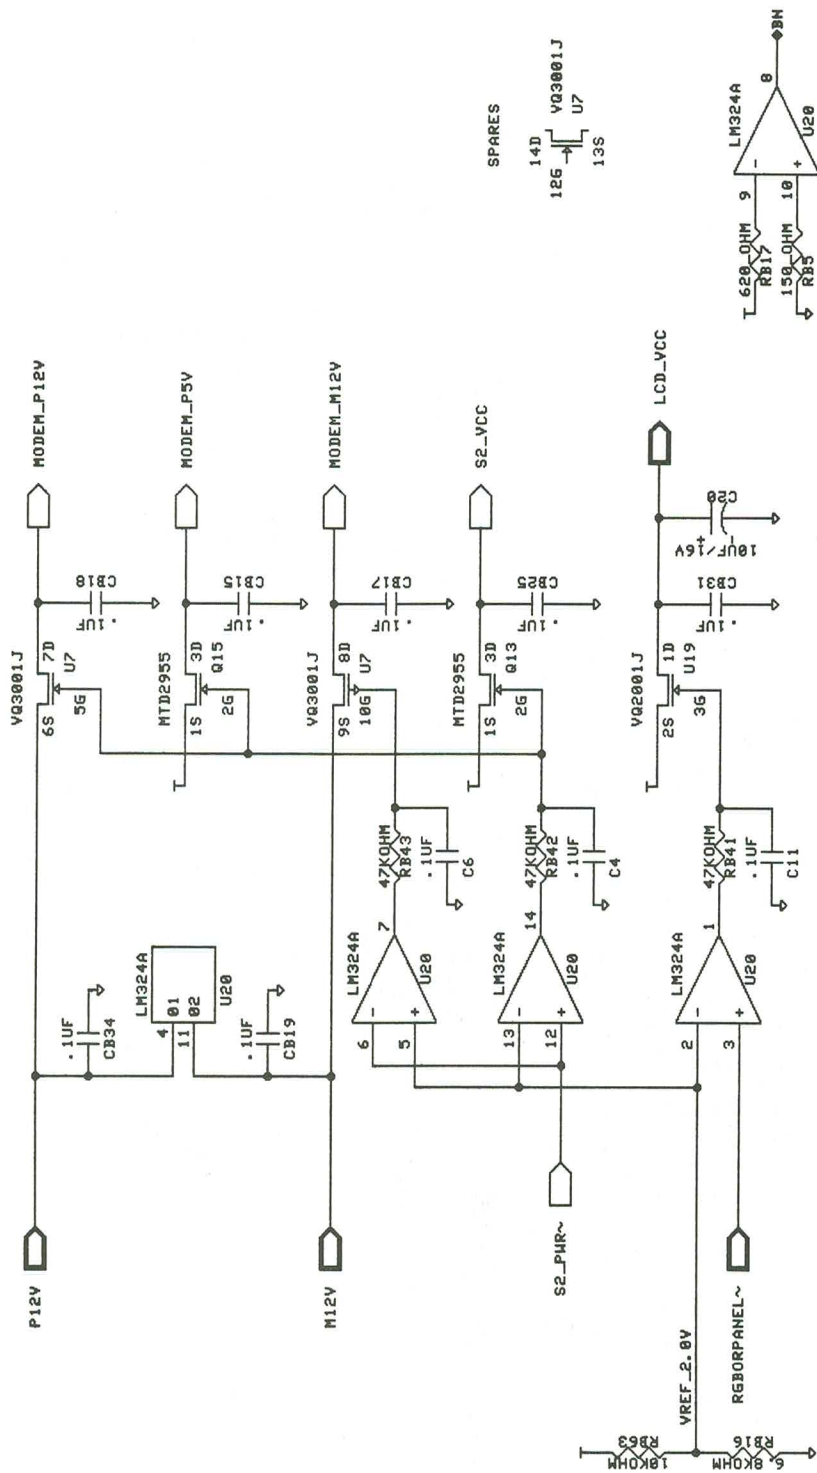 P12V
.1UF
CB34
4 01
11 02
LM324A
U20
.1UF
CB19
M12V
VQ3001J
6S 7D
U7
5G
CB18
.1UF
MODEM_P12V
MTD2955
1S 3D
Q15
2G
CB15
.1UF
MODEM_P5V
VQ3001J
9S 8D
U7
10G
CB17
.1UF
MODEM_M12V
MTD2955
1S 3D
Q13
2G
CB25
.1UF
S2_VCC
LM324A
6 -
5 +
7
U20
47KOHM
RB43
.1UF
C6
LM324A
13 -
12 +
14
U20
47KOHM
RB42
.1UF
C4
S2_PWR~
LM324A
2 -
3 +
1
U20
47KOHM
RB41
.1UF
C11
VREF_2.0V
RGBORPANEL~
10KOHM
RB63
6.8KOHM
RB16
VQ2001J
2S 1D
U19
3G
CB31
.1UF
C20
+
10UF/16V
LCD_VCC
SPARES
14D VQ3001J
12G U7
13S
620_OHM
RB17
150_OHM
RB5
9 -
10 +
LM324A
8
U20
BN